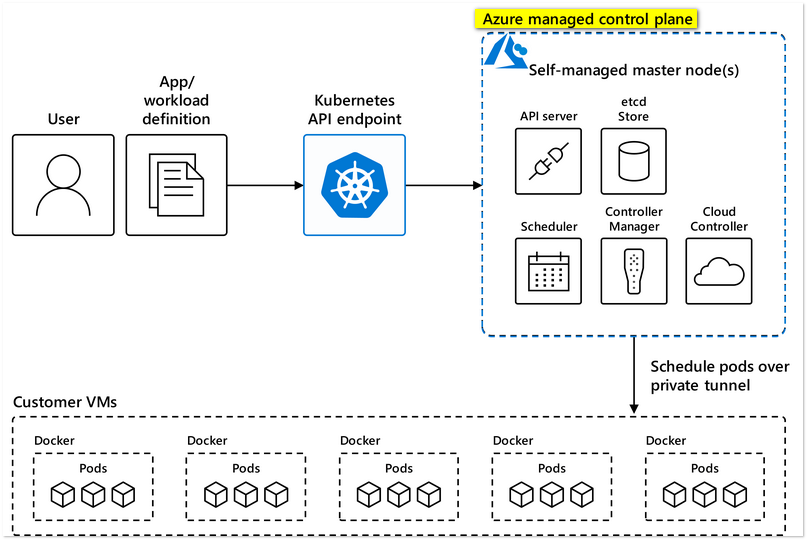 Azure managed control plane
Self-managed master node(s)
User
App/
workload
definition
Kubernetes
API endpoint
API server
etcd
Store
Scheduler
Controller
Manager
Cloud
Controller
Schedule pods over
private tunnel
Customer VMs
Docker
Docker
Docker
Docker
Docker
Pods
Pods
Pods
Pods
Pods